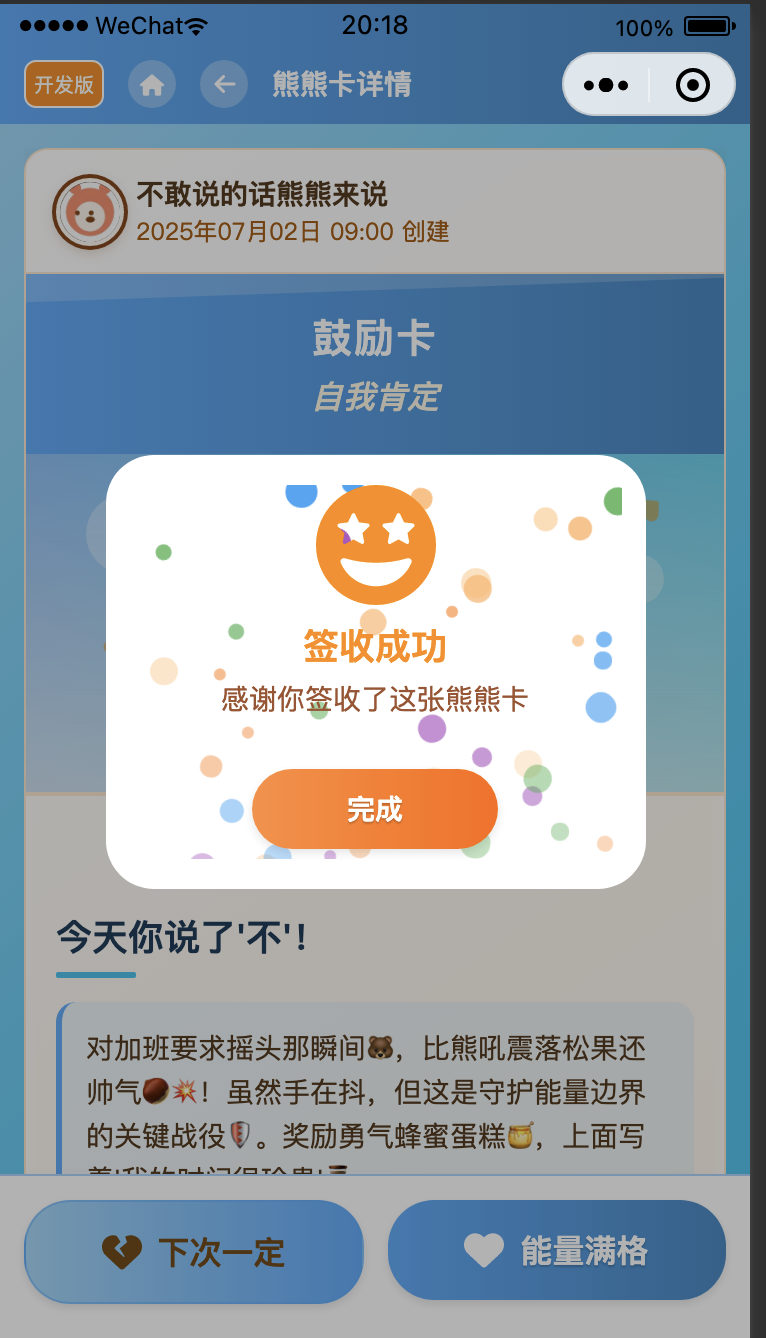 WeChat
20:18
100%
开发版
熊熊卡详情
不敢说的话熊熊来说
2025年07月02日 09:00 创建
鼓励卡
自我肯定
签收成功
感谢你签收了这张熊熊卡
完成
今天你说了'不'！
对加班要求摇头那瞬间🐻，比熊吼震落松果还
帅气🌰💥！虽然手在抖，但这是守护能量边界
的关键战役🛡️。奖励勇气蜂蜜蛋糕🍯，上面写
下次一定
能量满格